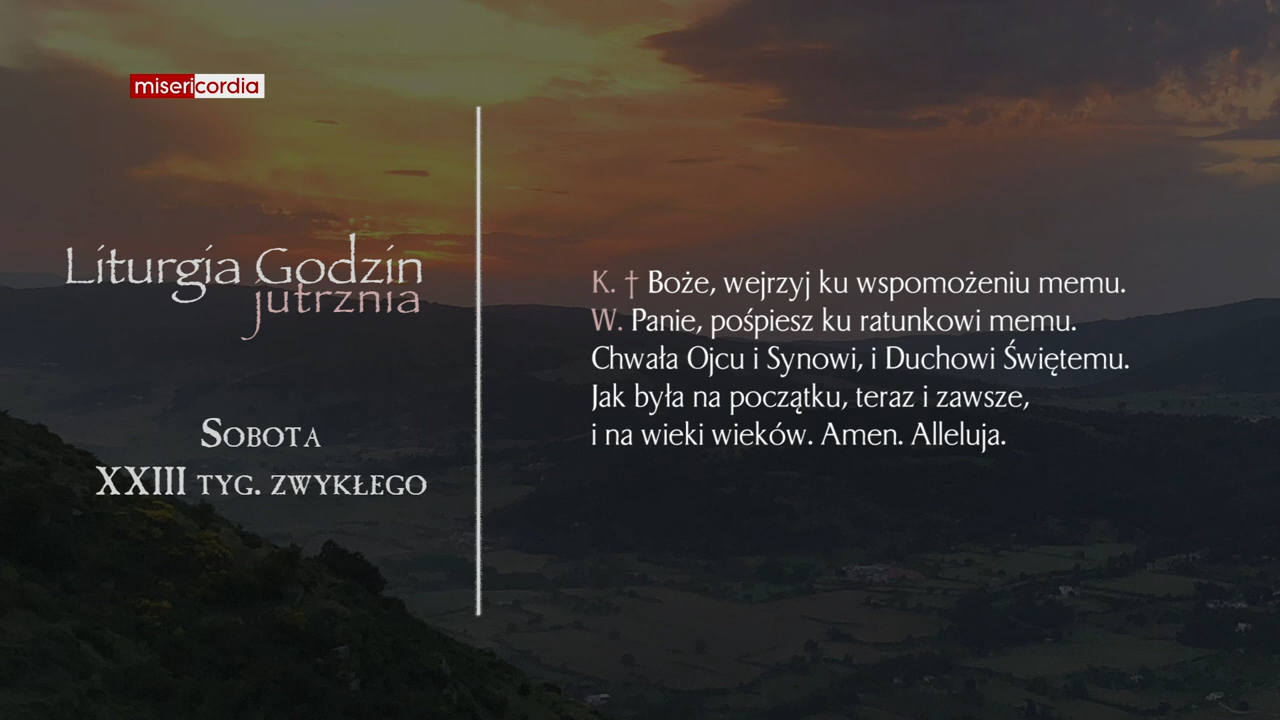 misericordia
Liturgia Godzin
jutrznia
Sobota
XXIII tyg. zwykłego
K. † Boże, wejrzyj ku wspomożeniu memu.
W. Panie, pośpiesz ku ratunkowi memu.
Chwała Ojcu i Synowi, i Duchowi Świętemu.
Jak była na początku, teraz i zawsze,
i na wieki wieków. Amen. Alleluja.